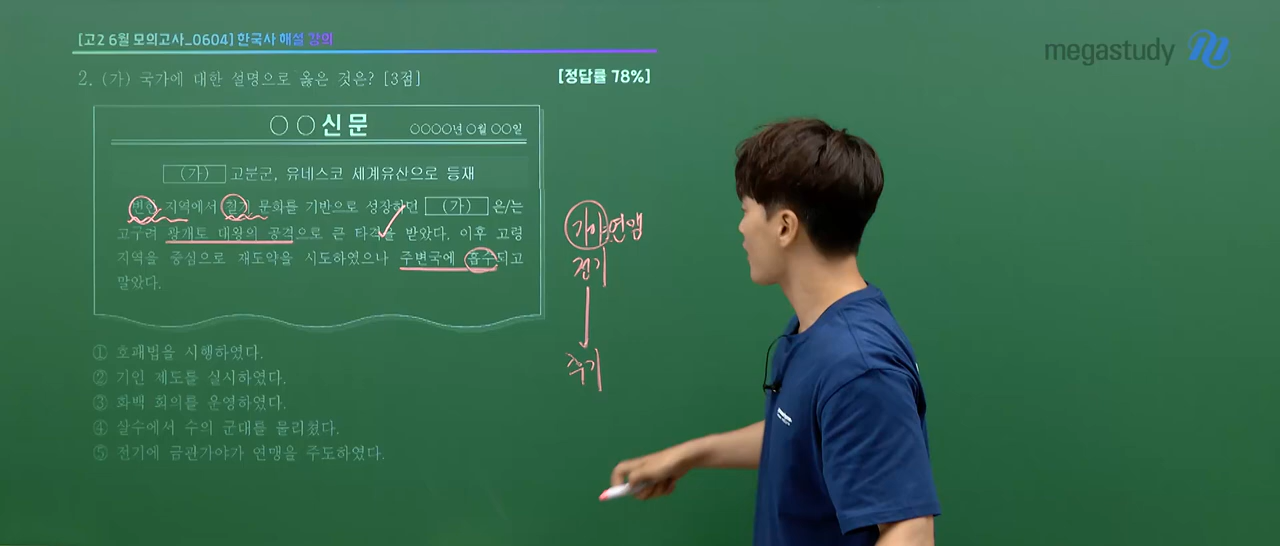 [고2 6월 모의고사_0604] 한국사 해설 강의
megastudy
2. (가) 국가에 대한 설명으로 옳은 것은? [3점]
[정답률 78%]
○○신문
○○○○년 ○월 ○○일
(가) 고분군, 유네스코 세계유산으로 등재
변한 지역에서 철기 문화를 기반으로 성장하던 (가) 은/는
고구려 광개토 대왕의 공격으로 큰 타격을 받았다. 이후 고령
지역을 중심으로 재도약을 시도하였으나 주변국에 흡수되고
말았다.
가야연맹
전기
후기
① 호패법을 시행하였다.
② 기인 제도를 실시하였다.
③ 화백 회의를 운영하였다.
④ 살수에서 수의 군대를 물리쳤다.
⑤ 전기에 금관가야가 연맹을 주도하였다.